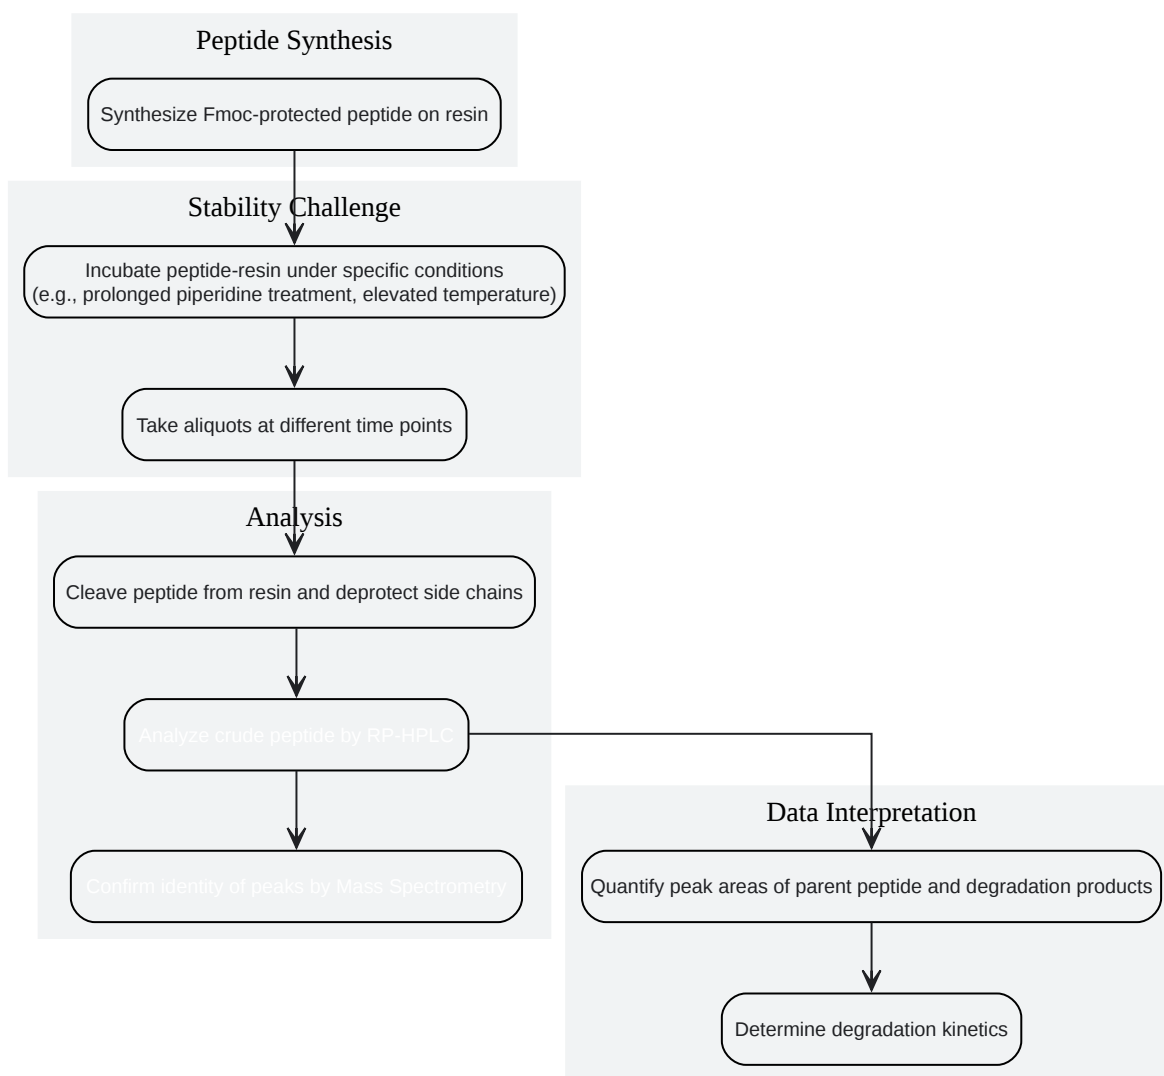 Peptide Synthesis
Synthesize Fmoc-protected peptide on resin
Stability Challenge
Incubate peptide-resin under specific conditions
(e.g., prolonged piperidine treatment, elevated temperature)
Take aliquots at different time points
Analysis
Cleave peptide from resin and deprotect side chains
Analyze crude peptide by RP-HPLC
Confirm identity of peaks by Mass Spectrometry
Data Interpretation
Quantify peak areas of parent peptide and degradation products
Determine degradation kinetics